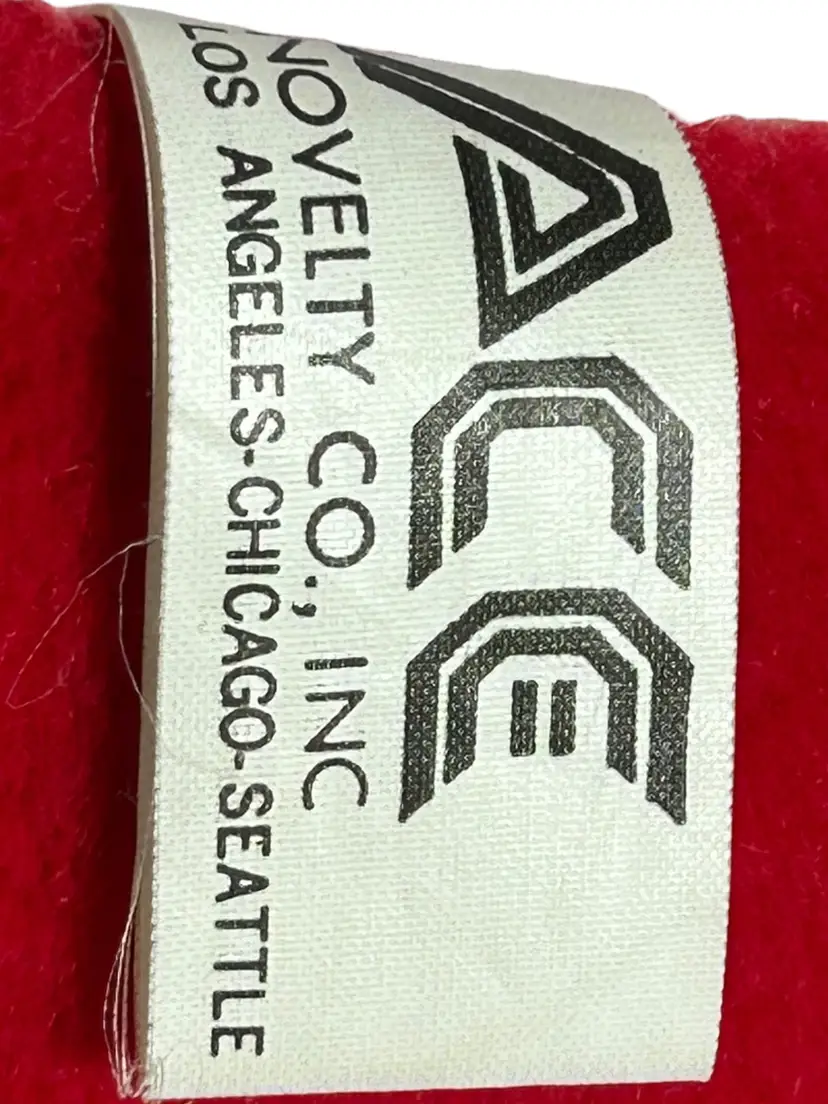 ACE
NOVELTY CO., INC
LOS ANGELES-CHICAGO-SEATTLE